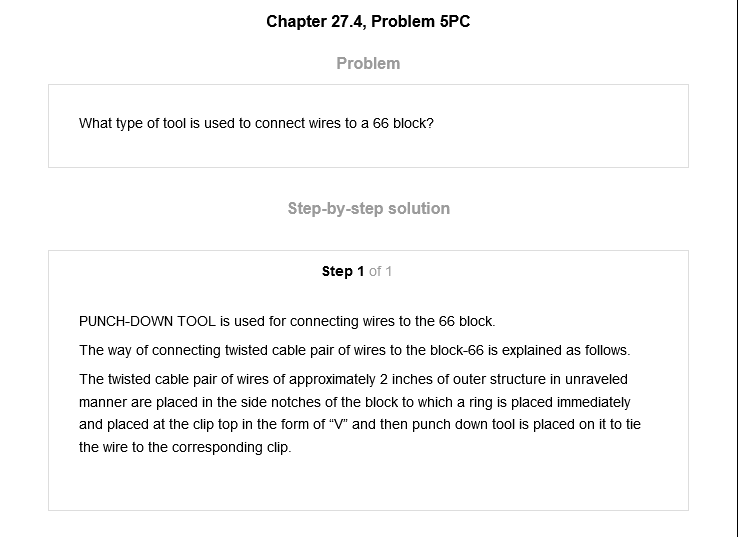 Chapter 27.4, Problem 5PC
Problem
What type of tool is used to connect wires to a 66 block?
Step-by-step solution
Step 1 of 1
PUNCH-DOWN TOOL is used for connecting wires to the 66 block.
The way of connecting twisted cable pair of wires to the block-66 is explained as follows.
The twisted cable pair of wires of approximately 2 inches of outer structure in unraveled
manner are placed in the side notches of the block to which a ring is placed immediately
and placed at the clip top in the form of “V” and then punch down tool is placed on it to tie
the wire to the corresponding clip.